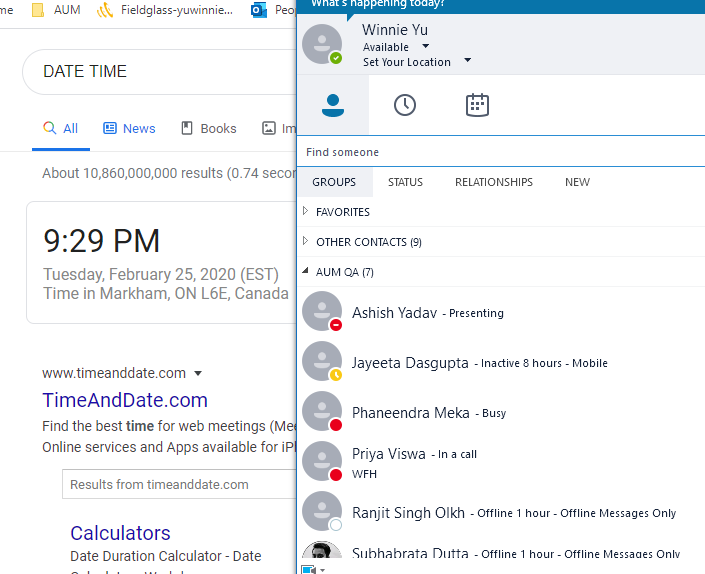 me AUM Fieldglass-yuwinnie... Peo
DATE TIME
All News Books Im
About 10,860,000,000 results (0.74 secon
9:29 PM
Tuesday, February 25, 2020 (EST)
Time in Markham, ON L6E, Canada
www.timeanddate.com
TimeAndDate.com
Find the best time for web meetings (Mee
Online services and Apps available for iPh
Results from timeanddate.com
Calculators
Date Duration Calculator - Date
What's happening today?
Winnie Yu
Available
Set Your Location
Find someone
GROUPS STATUS RELATIONSHIPS NEW
FAVORITES
OTHER CONTACTS (9)
AUM QA (7)
Ashish Yadav - Presenting
Jayeeta Dasgupta - Inactive 8 hours - Mobile
Phaneendra Meka - Busy
Priya Viswa - In a call
WFH
Ranjit Singh Olkh - Offline 1 hour - Offline Messages Only
Subhabrata Dutta - Offline 1 hour - Offline Messages Only